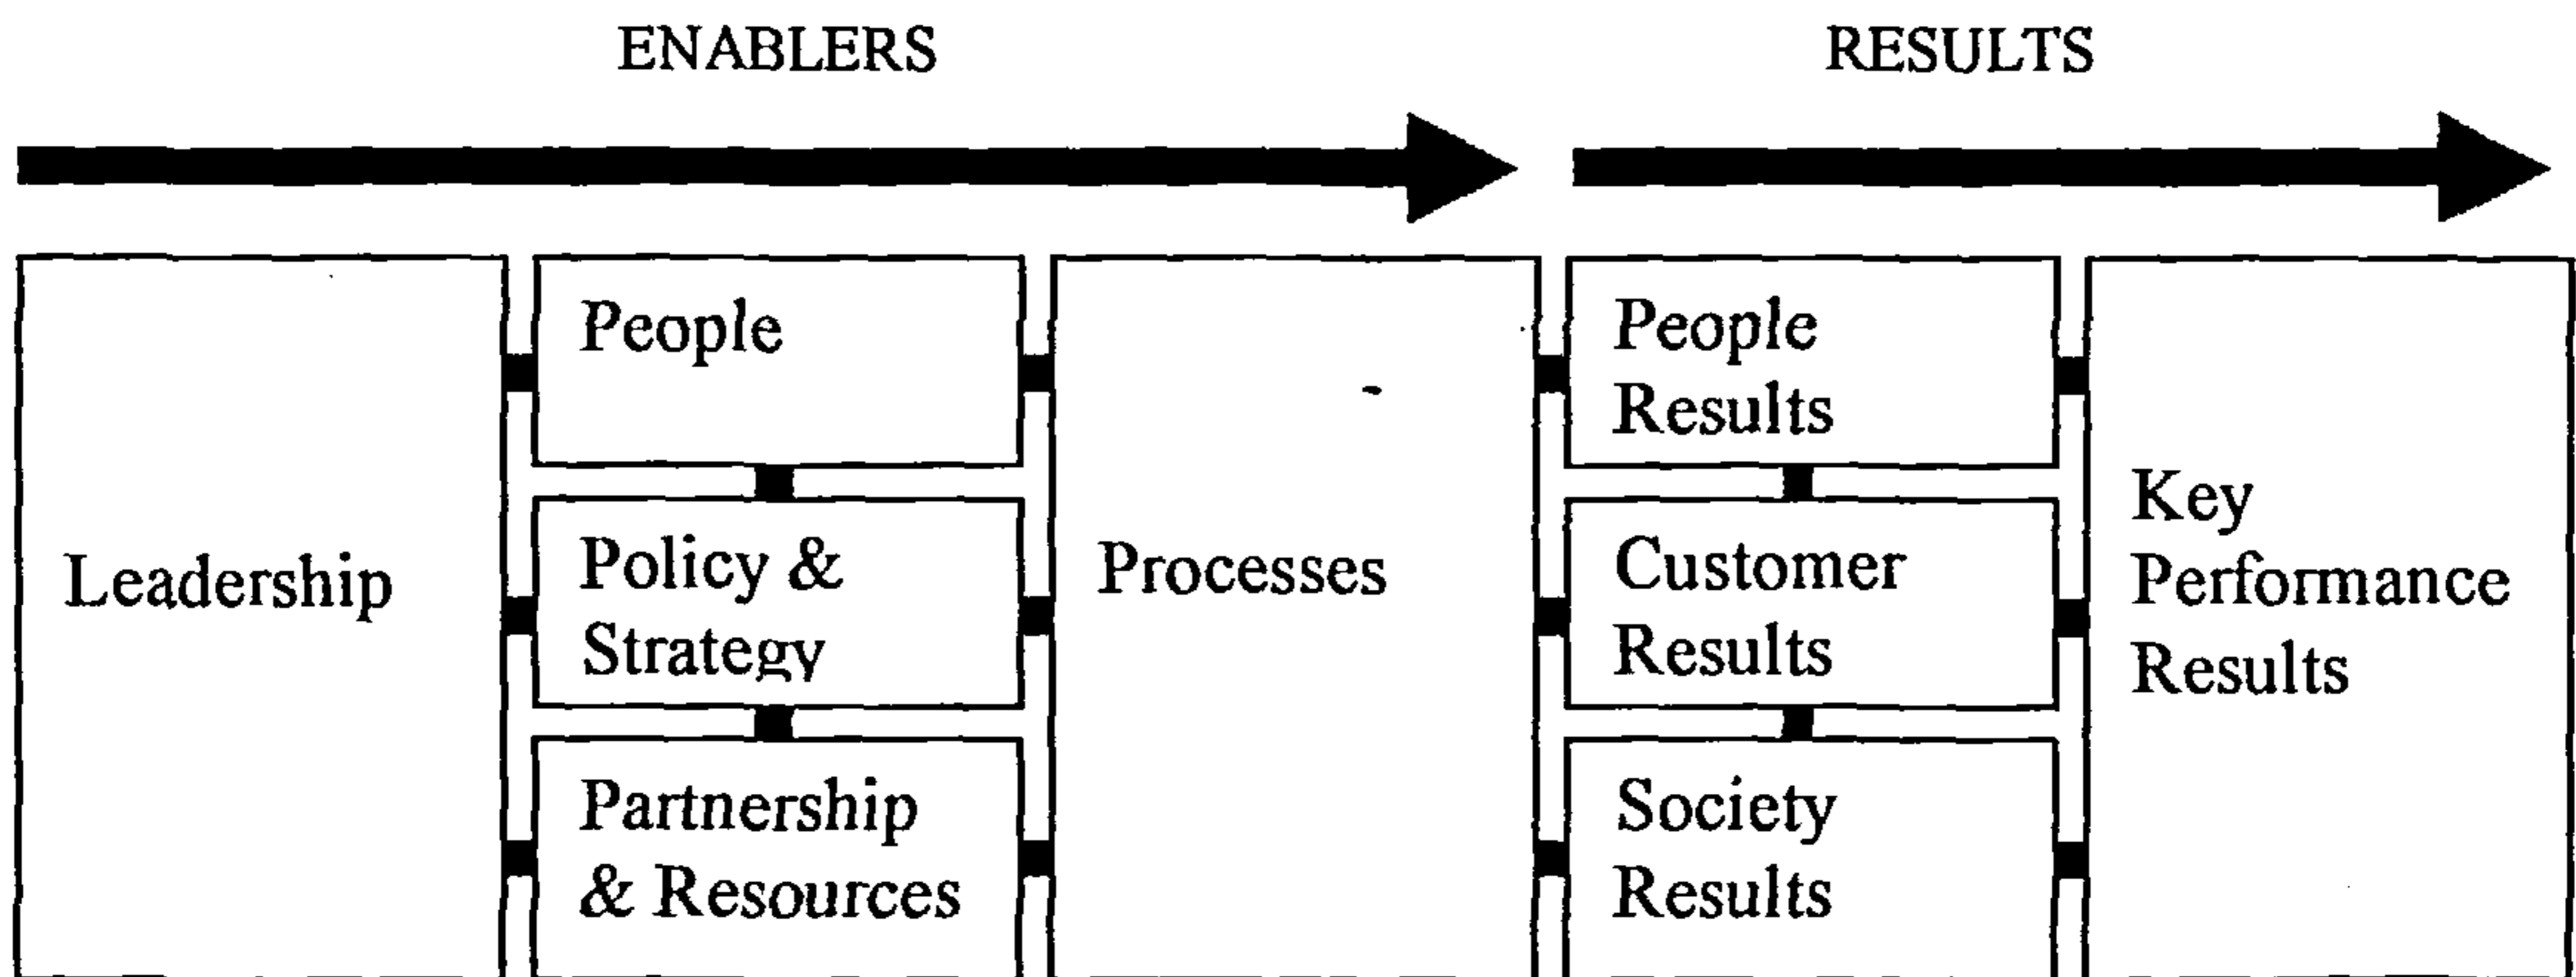 ENABLERS
RESULTS
Leadership
People
Policy &
Strategy
Partnership
& Resources
Processes
People
Results
Customer
Results
Society
Results
Key
Performance
Results